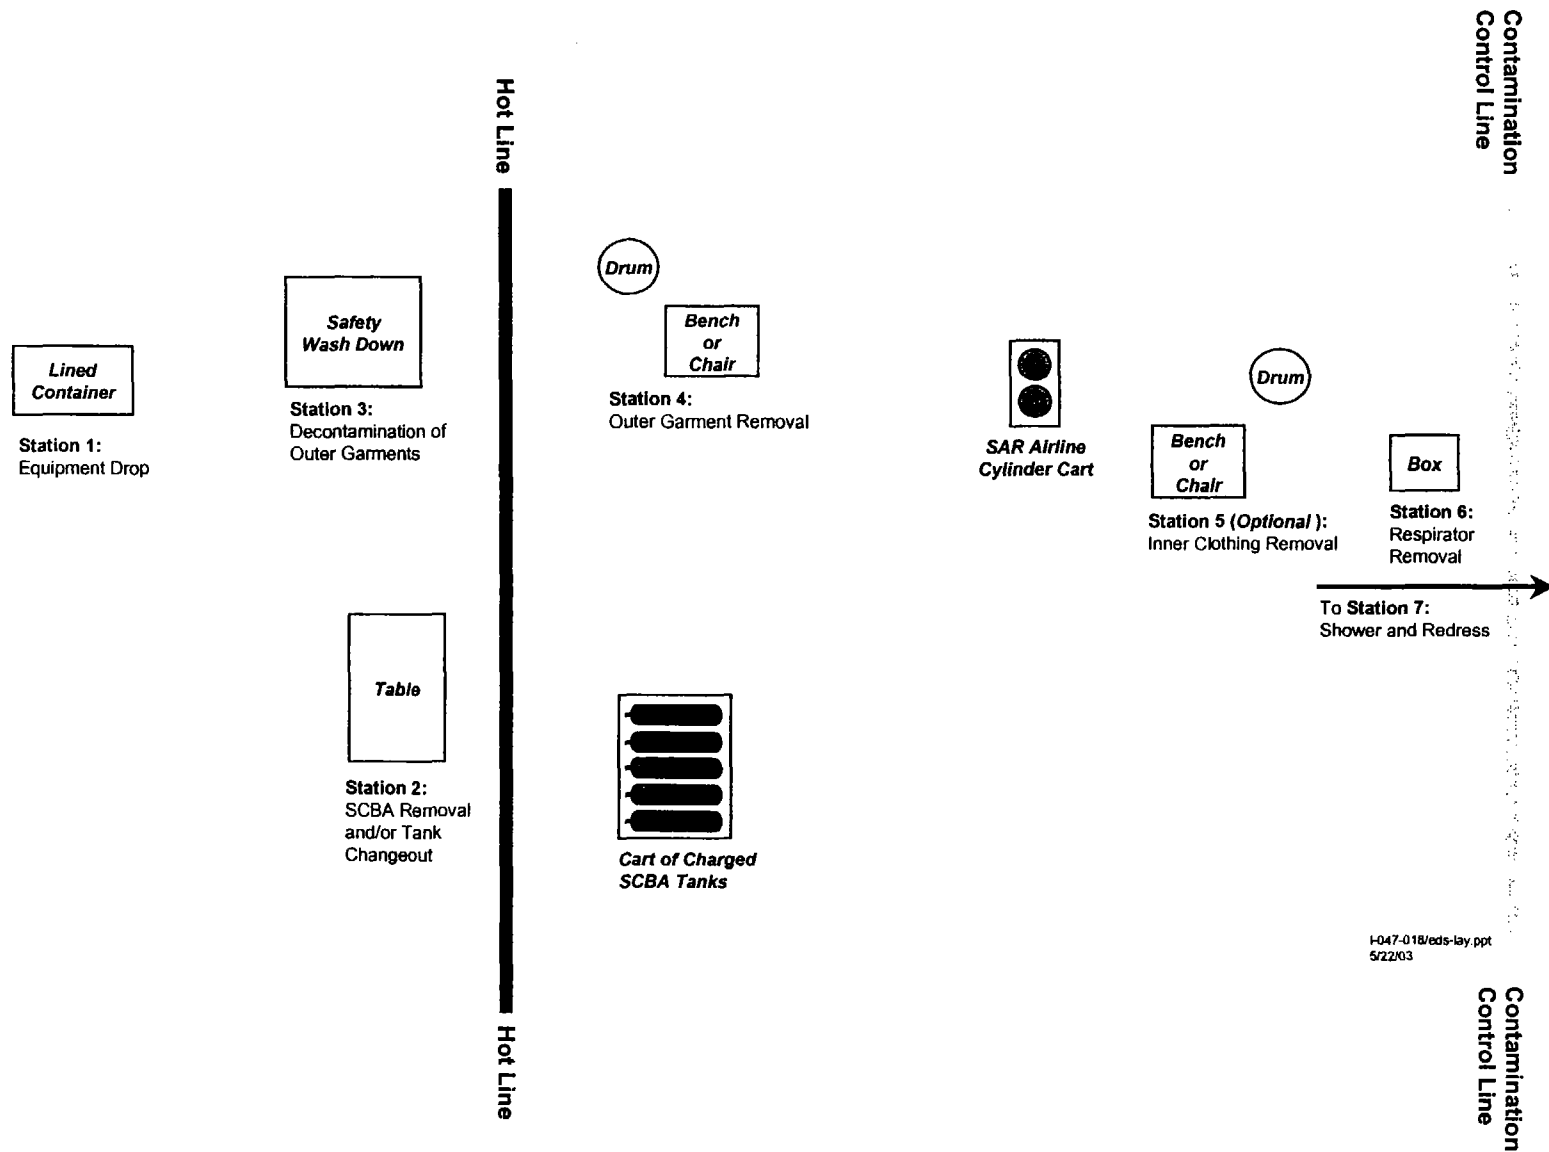 Contamination
Control Line
Hot Line
Drum
Bench
or
Chair
Safety
Wash Down
Lined
Container
Station 1:
Equipment Drop
Station 3:
Decontamination of
Outer Garments
Station 4:
Outer Garment Removal
SAR Airline
Cylinder Cart
Drum
Bench
or
Chair
Box
Station 5 (Optional ):
Inner Clothing Removal
Station 6:
Respirator
Removal
To Station 7:
Shower and Redress
Table
Station 2:
SCBA Removal
and/or Tank
Changeout
Cart of Charged
SCBA Tanks
I-047-018/eds-lay.ppt
5/22/03
Hot Line
Contamination
Control Line